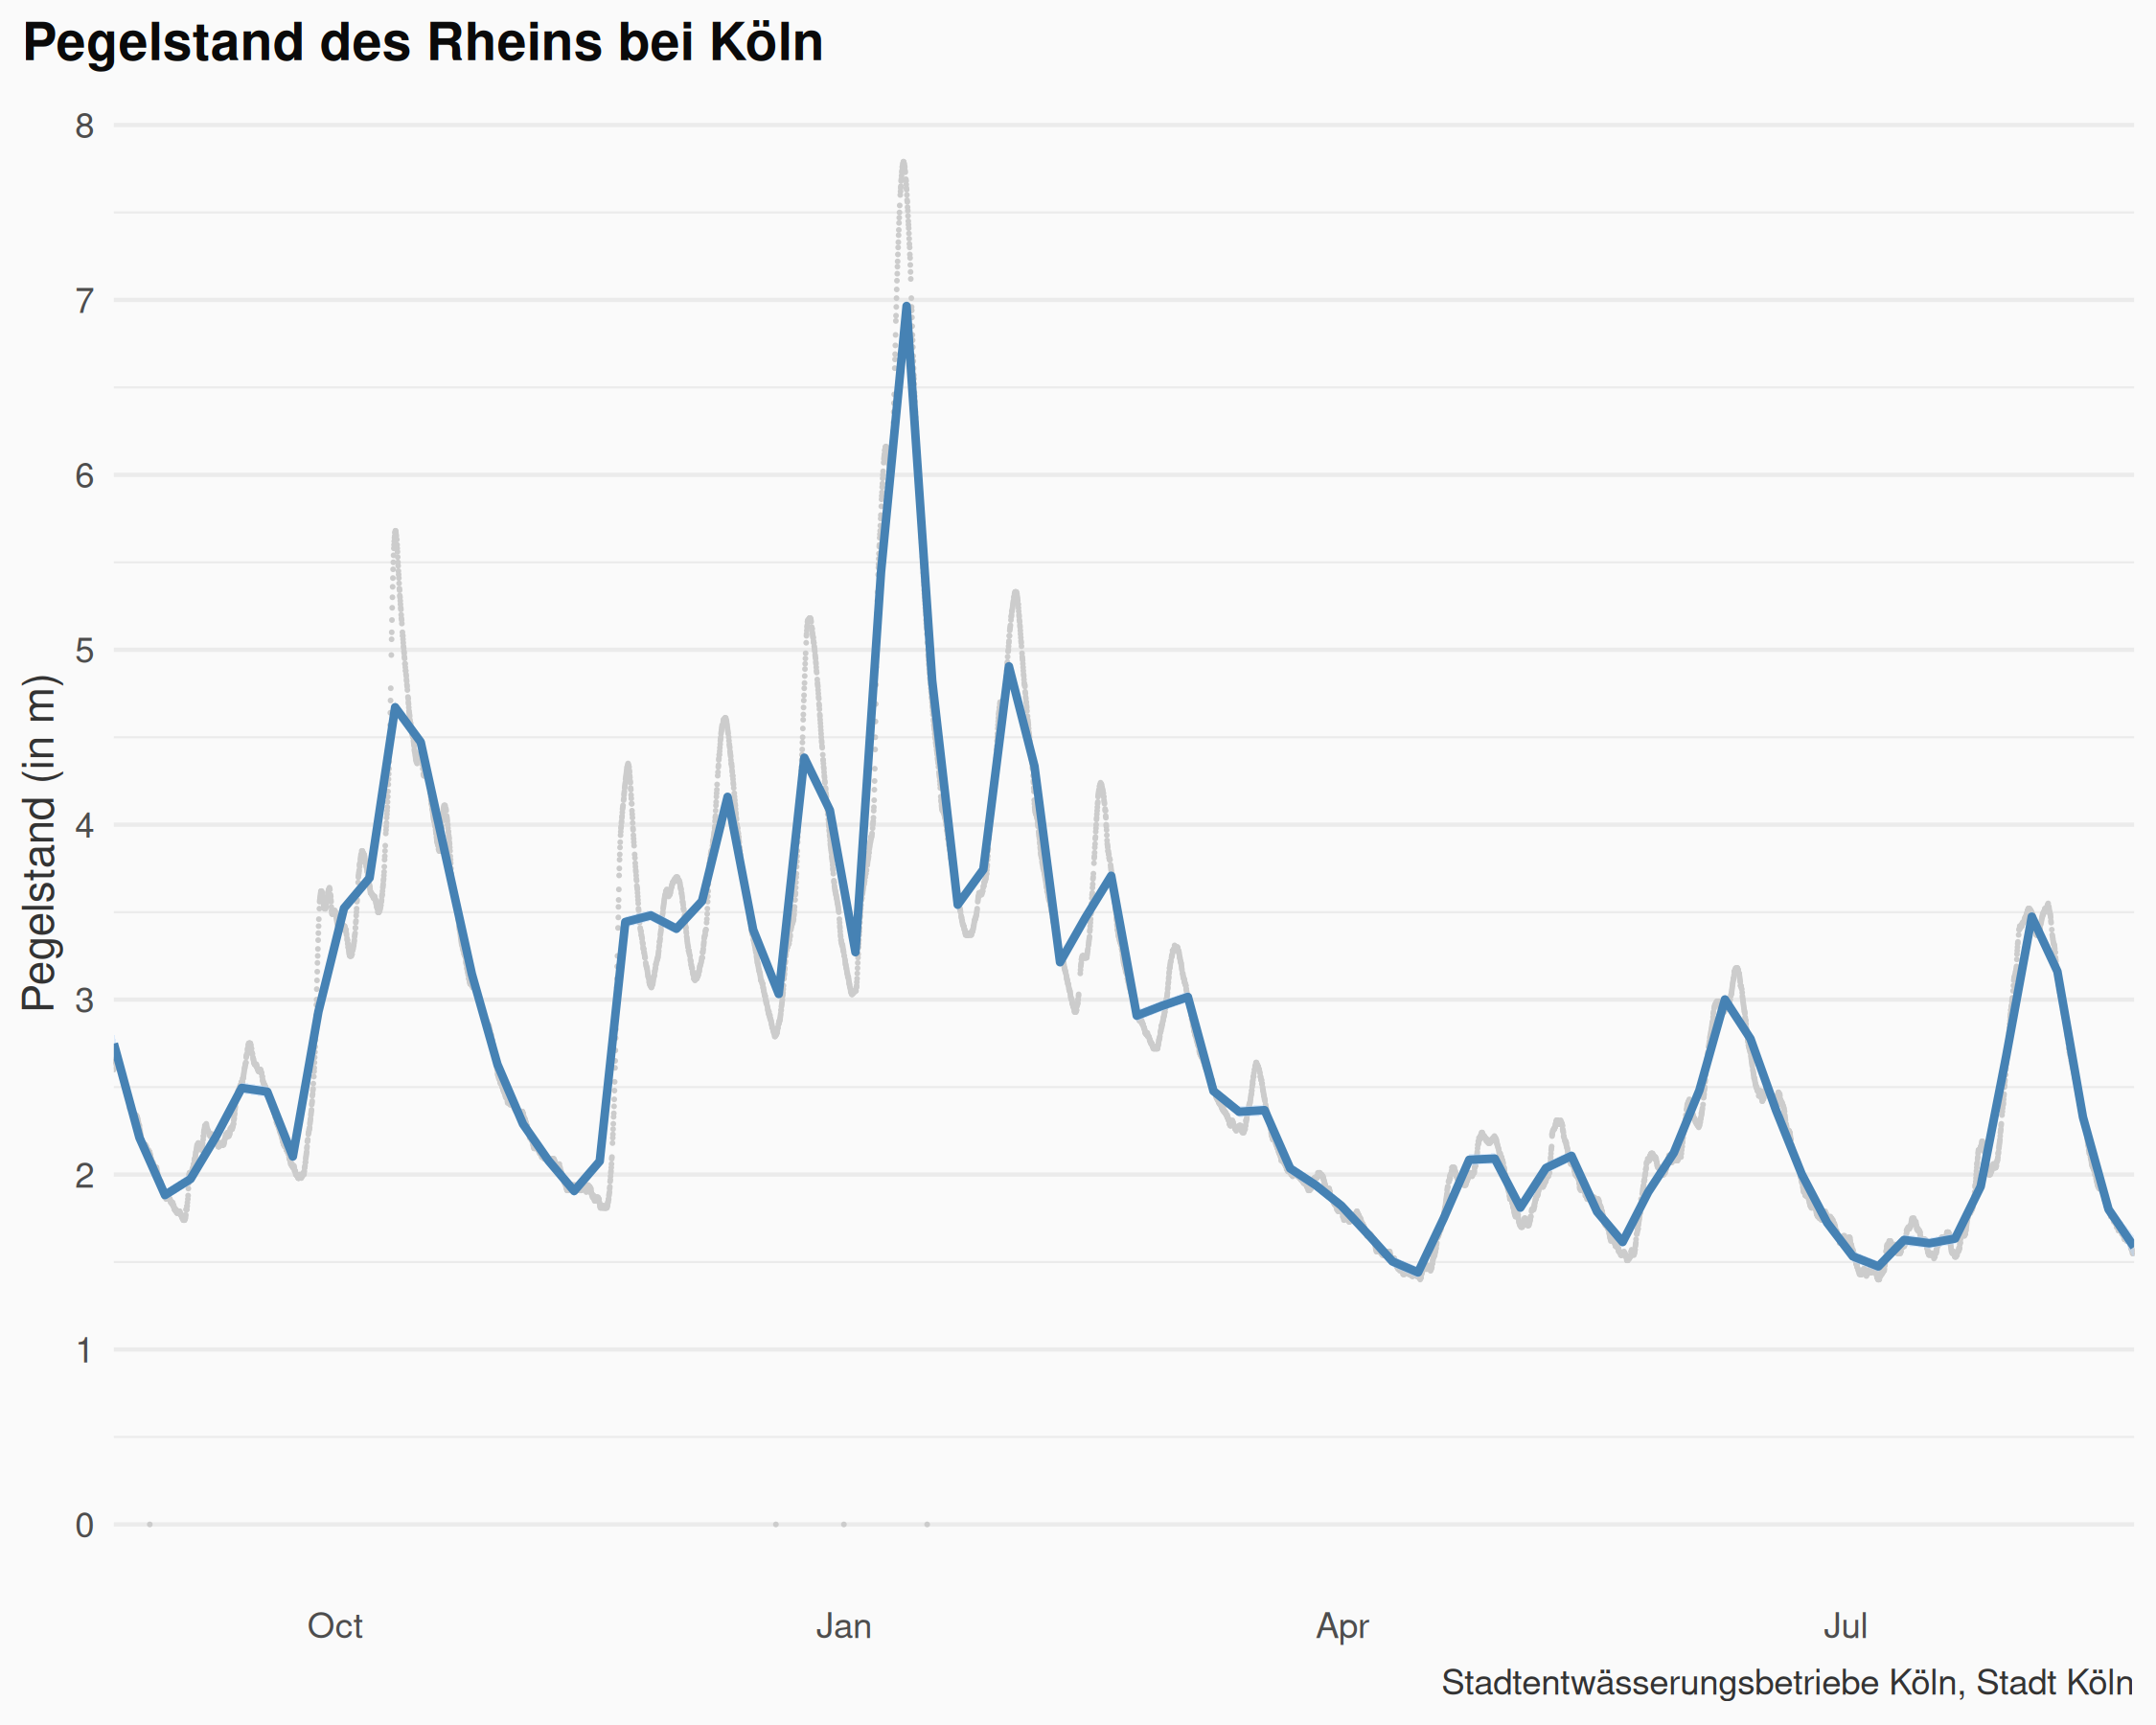 Pegelstand des Rheins bei Köln
Pegelstand (in m)
8
7
6
5
4
3
2
1
0
Oct Jan Apr Jul
Stadtentwässerungsbetriebe Köln, Stadt Köln